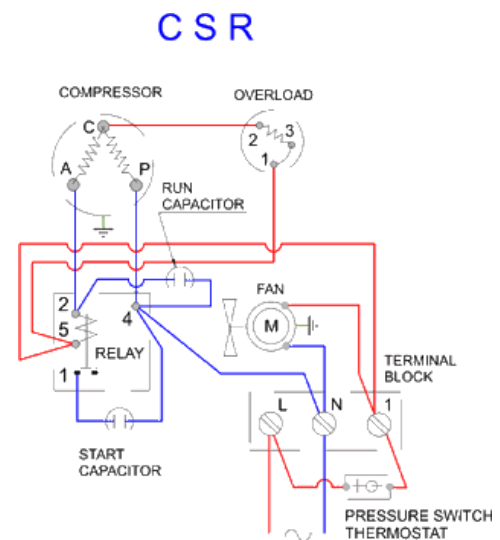 C S R
COMPRESSOR
OVERLOAD
C
2
3
A
P
1
RUN
CAPACITOR
2
5
4
RELAY
1
FAN
M
TERMINAL
BLOCK
L
N
1
START
CAPACITOR
PRESSURE SWITCH
THERMOSTAT